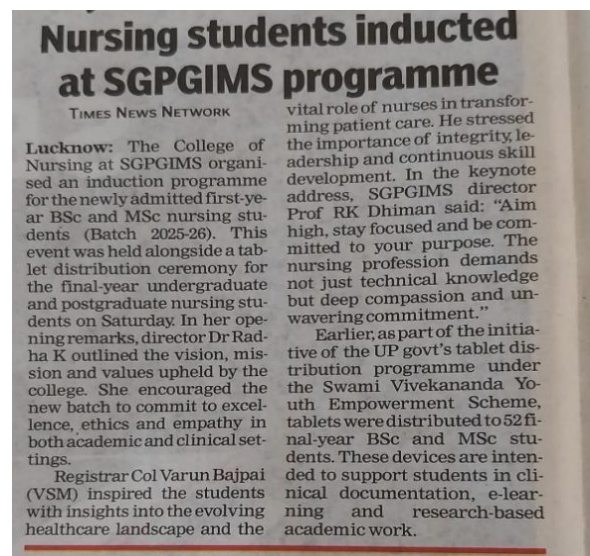 Nursing students inducted
at SGPGIMS programme
TIMES NEWS NETWORK
Lucknow: The College of
Nursing at SGPGIMS organi-
sed an induction programme
for the newly admitted first-ye-
ar BSc and MSc nursing stu-
dents (Batch 2025-26). This
event was held alongside a tab-
let distribution ceremony for
the final-year undergraduate
and postgraduate nursing stu-
dents on Saturday. In her ope-
ning remarks, director Dr Rad-
ha K outlined the vision, mis-
sion and values upheld by the
college. She encouraged the
new batch to commit to excel-
lence, ethics and empathy in
both academic and clinical set-
tings.
Registrar Col Varun Bajpai
(VSM) inspired the students
with insights into the evolving
healthcare landscape and the
vital role of nurses in transfor-
ming patient care. He stressed
the importance of integrity, le-
adership and continuous skill
development. In the keynote
address, SGPGIMS director
Prof RK Dhiman said: “Aim
high, stay focused and be com-
mitted to your purpose. The
nursing profession demands
not just technical knowledge
but deep compassion and un-
wavering commitment.”
Earlier, as part of the initia-
tive of the UP govt’s tablet dis-
tribution programme under
the Swami Vivekananda Yo-
uth Empowerment Scheme,
tablets were distributed to 52 fi-
nal-year BSc and MSc stu-
dents. These devices are inten-
ded to support students in cli-
nical documentation, e-lear-
ning and research-based
academic work.